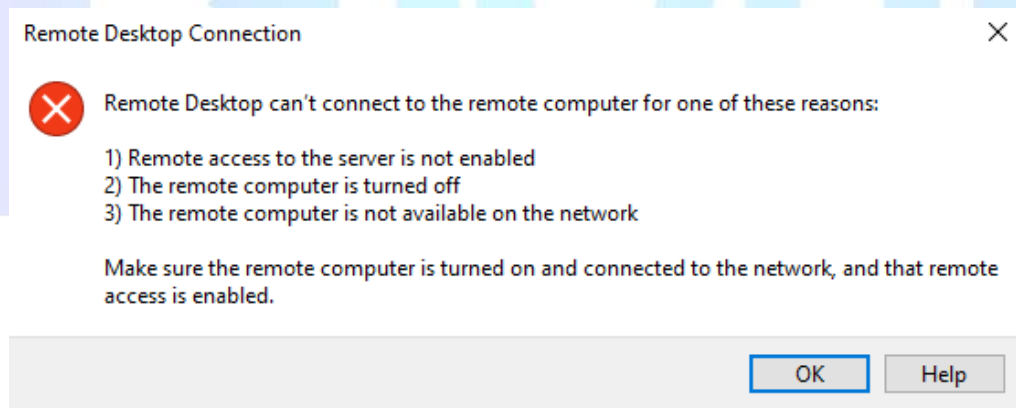 Remote Desktop Connection
Remote Desktop can't connect to the remote computer for one of these reasons:
1) Remote access to the server is not enabled
2) The remote computer is turned off
3) The remote computer is not available on the network
Make sure the remote computer is turned on and connected to the network, and that remote
access is enabled.
OK
Help